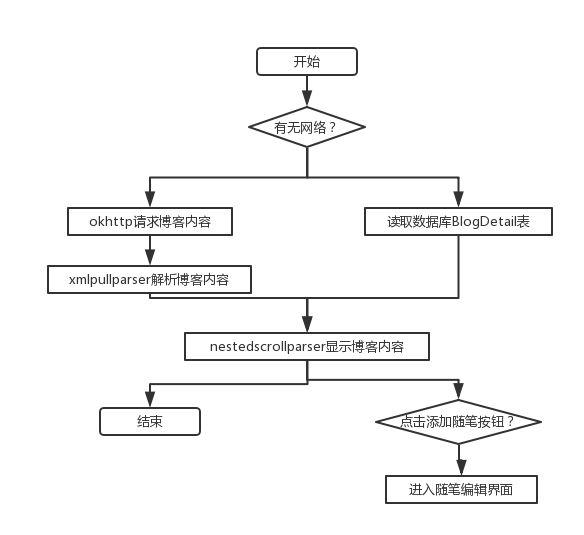 开始
有无网络？
okhttp请求博客内容
读取数据库BlogDetail表
xmlpullparser解析博客内容
nestedscrollparser显示博客内容
结束
点击添加随笔按钮？
进入随笔编辑界面